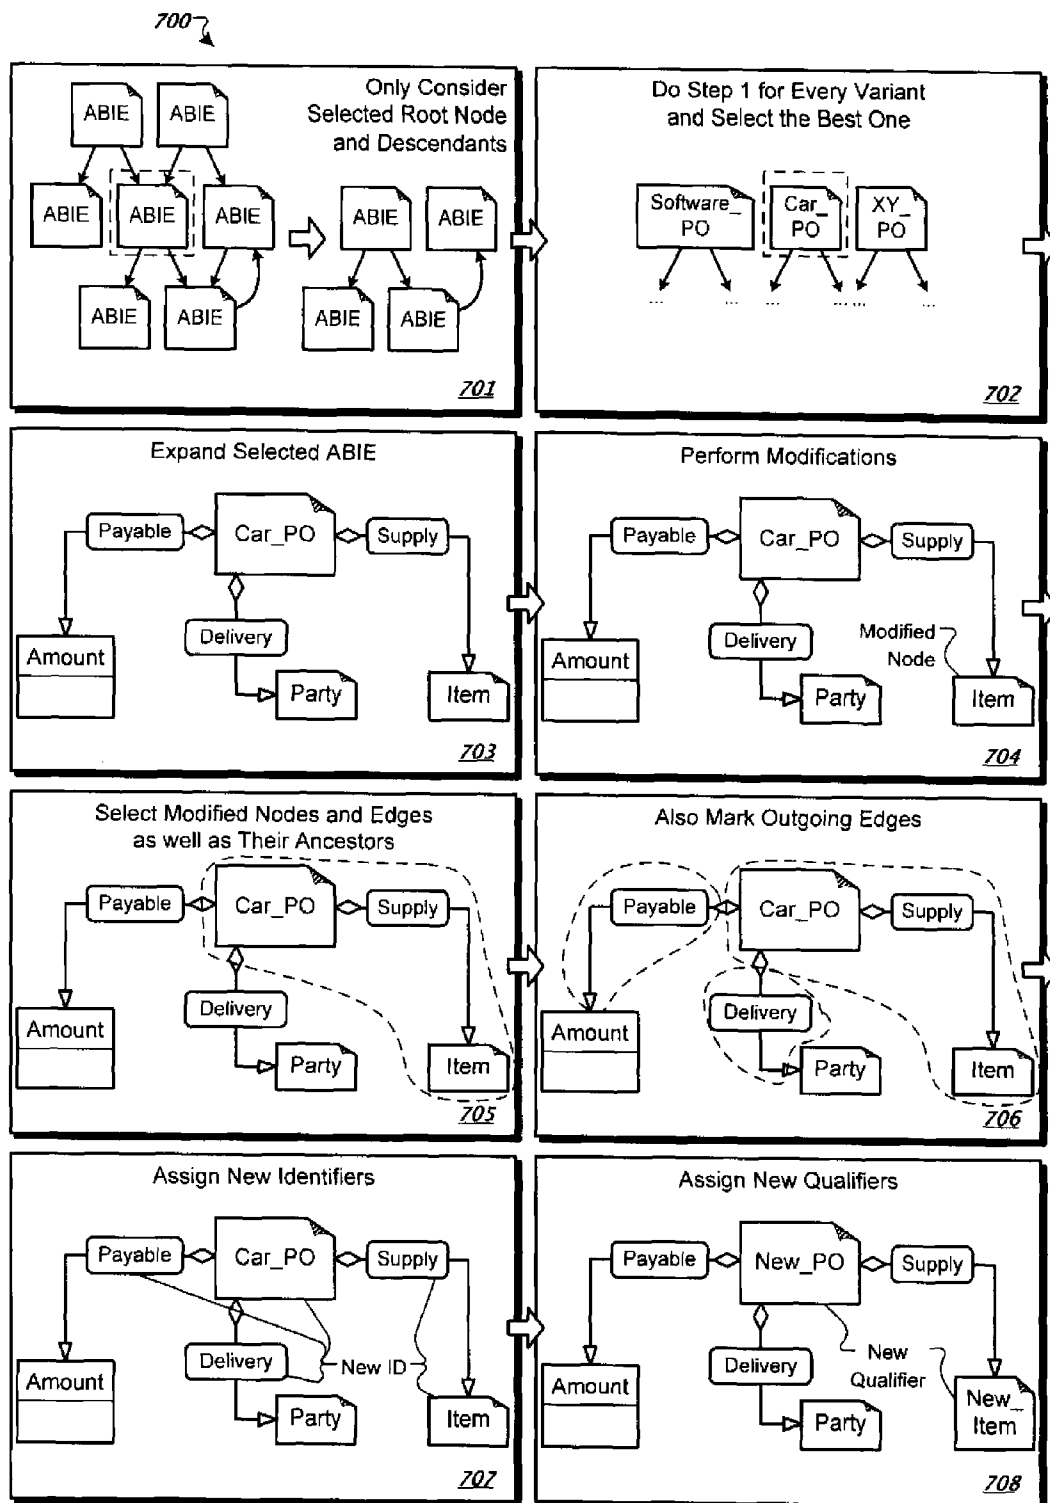 700
Only Consider
Selected Root Node
and Descendants
ABIE
ABIE
ABIE
ABIE
ABIE
ABIE
ABIE
ABIE
ABIE
ABIE
ABIE
701
Do Step 1 for Every Variant
and Select the Best One
Software_
PO
Car_
PO
XY_
PO
...
...
...
...
...
...
702
Expand Selected ABIE
Payable
Car_PO
Supply
Delivery
Amount
Party
Item
703
Perform Modifications
Payable
Car_PO
Supply
Delivery
Modified
Node
Amount
Party
Item
704
Select Modified Nodes and Edges
as well as Their Ancestors
Payable
Car_PO
Supply
Delivery
Amount
Party
Item
705
Also Mark Outgoing Edges
Payable
Car_PO
Supply
Delivery
Amount
Party
Item
706
Assign New Identifiers
Payable
Car_PO
Supply
Delivery
New ID
Amount
Party
Item
707
Assign New Qualifiers
Payable
New_PO
Supply
Delivery
New
Qualifier
Amount
Party
New_
Item
708